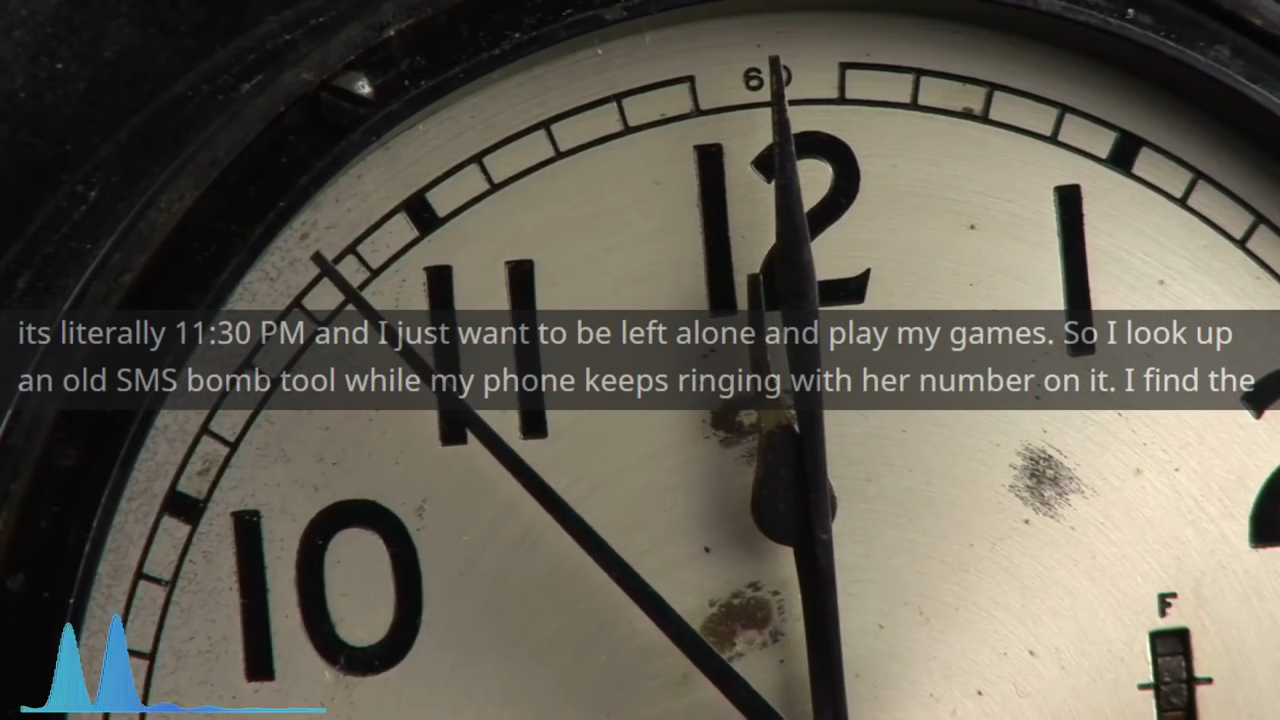 60
12
11
1
its literally 11:30 PM and I just want to be left alone and play my games. So I look up
an old SMS bomb tool while my phone keeps ringing with her number on it. I find the
10
F